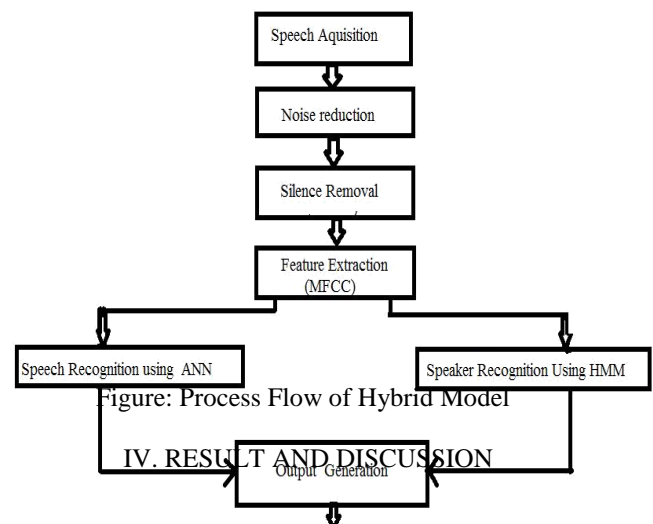 Speech Aquisition
Noise reduction
Silence Removal
Feature Extraction
(MFCC)
Speech Recognition using ANN
Speaker Recognition Using HMM
Figure: Process Flow of Hybrid Model
IV. RESULT AND DISCUSSION
Output Generation